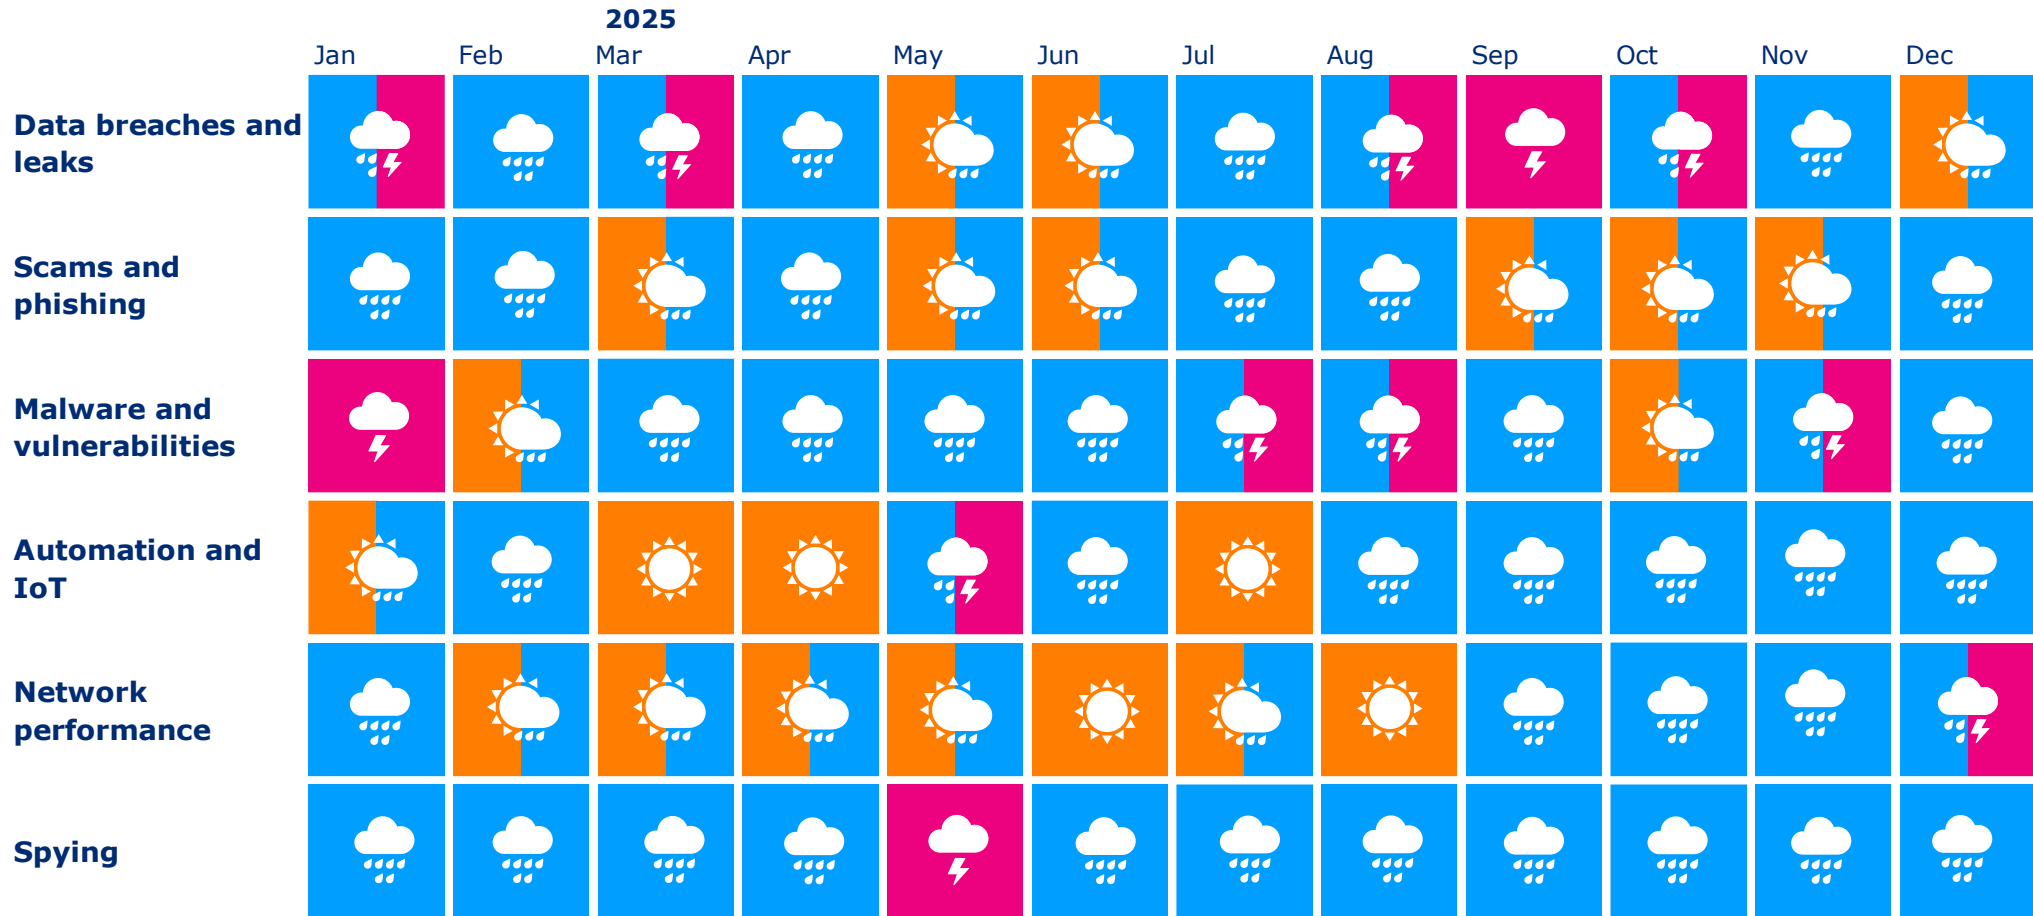 2025
Jan Feb Mar Apr May Jun Jul Aug Sep Oct Nov Dec
Data breaches and
leaks
Scams and
phishing
Malware and
vulnerabilities
Automation and
IoT
Network
performance
Spying